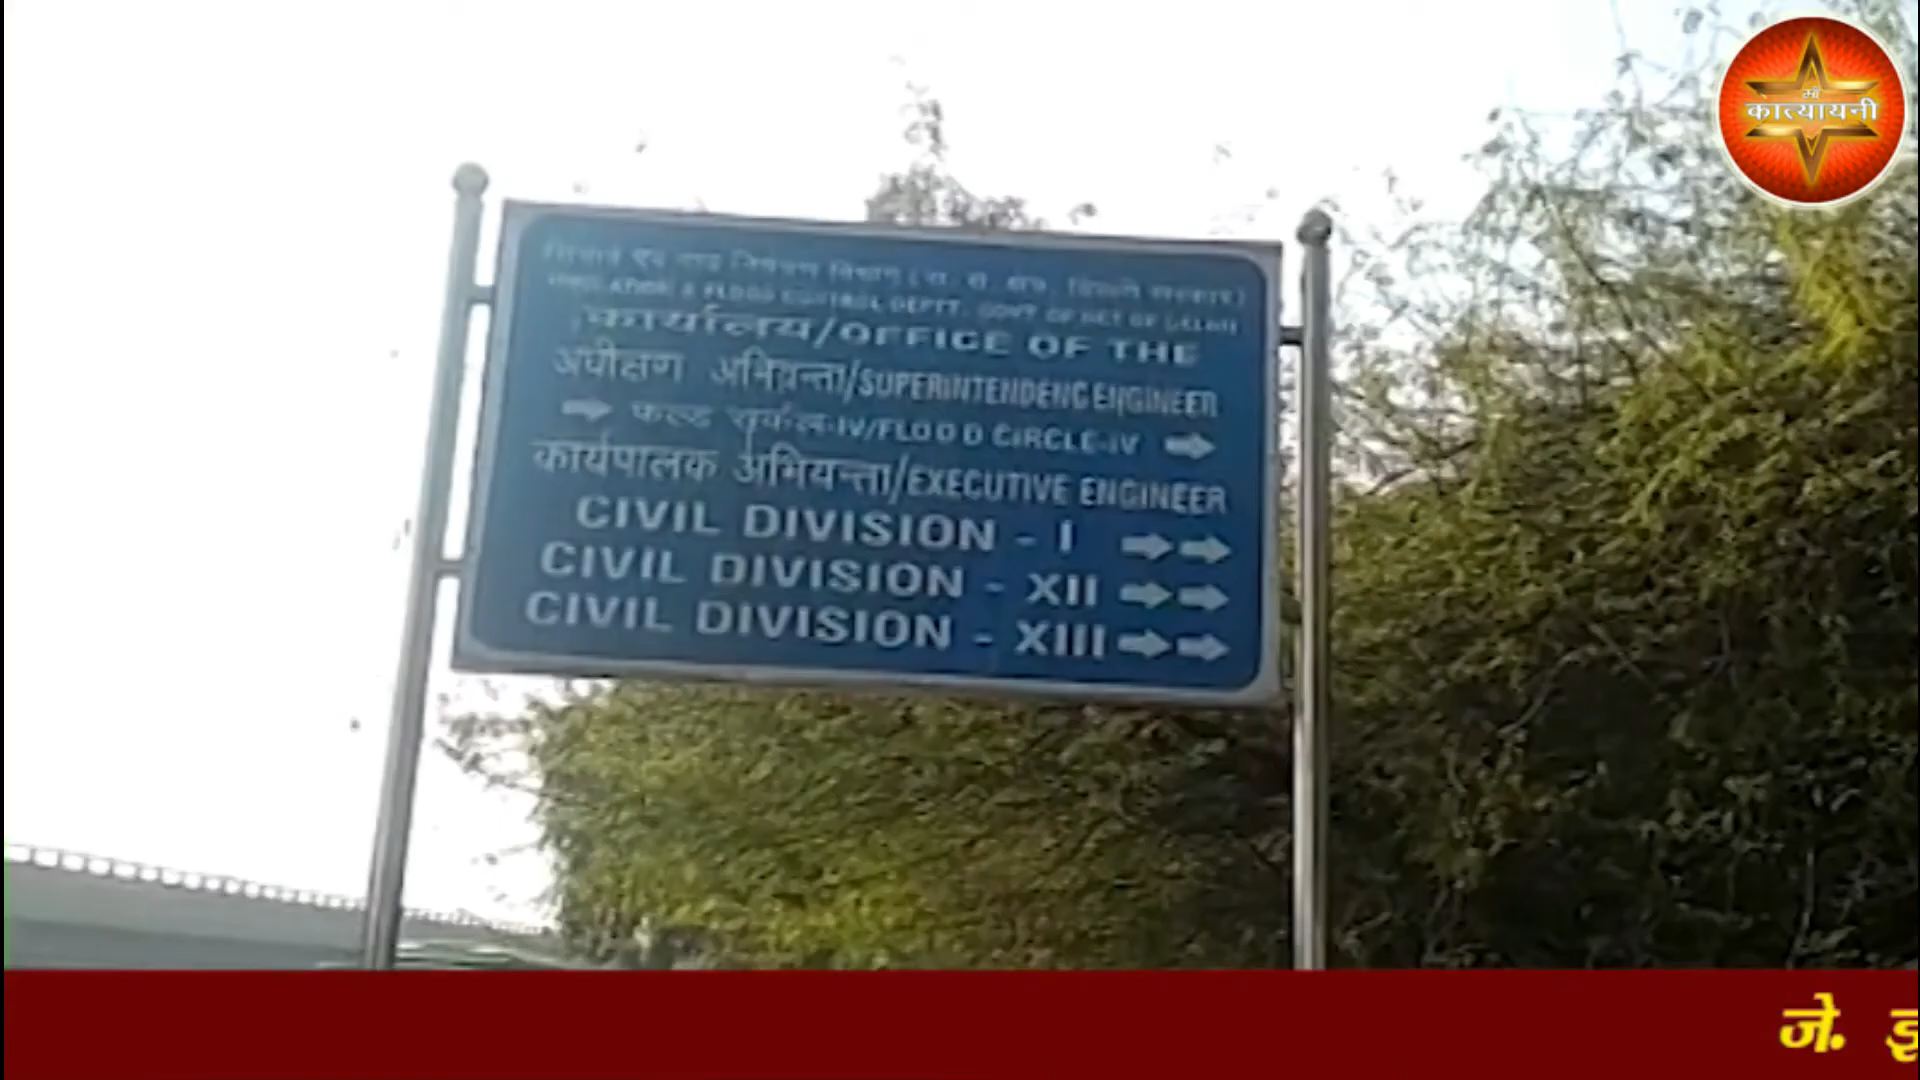 माँ
कात्यायनी
सिंचाई एवं बाढ़ नियंत्रण विभाग (रा. रा. क्षेत्र, दिल्ली सरकार)
& FLOOD CONTROL DEPTT. GOVT OF NCT OF DELHI
कार्यालय/OFFICE OF THE
अधीक्षण अभियन्ता/SUPERINTENDENG ENGINEER
फल्ड सर्कल-IV/FLOOD CIRCLE-IV
कार्यपालक अभियन्ता/EXECUTIVE ENGINEER
CIVIL DIVISION - I
CIVIL DIVISION - XII
CIVIL DIVISION - XIII
जे. इ